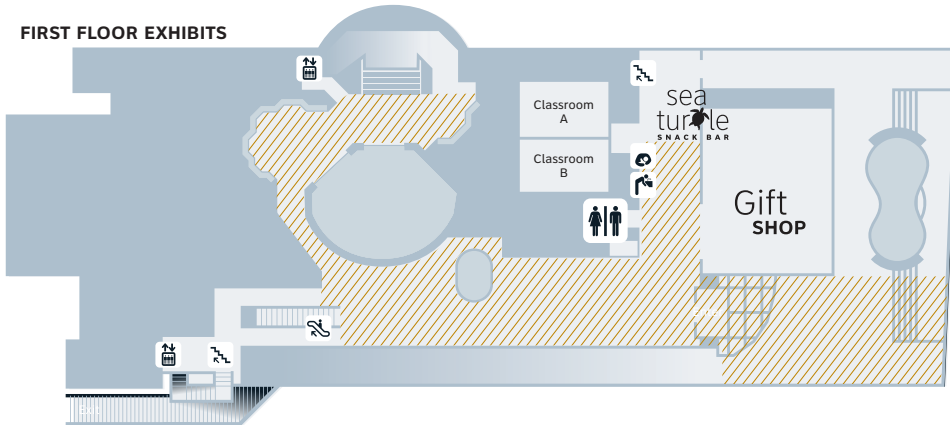 FIRST FLOOR EXHIBITS
Classroom
A
sea
turtle
SNACK BAR
Classroom
B
Gift
SHOP